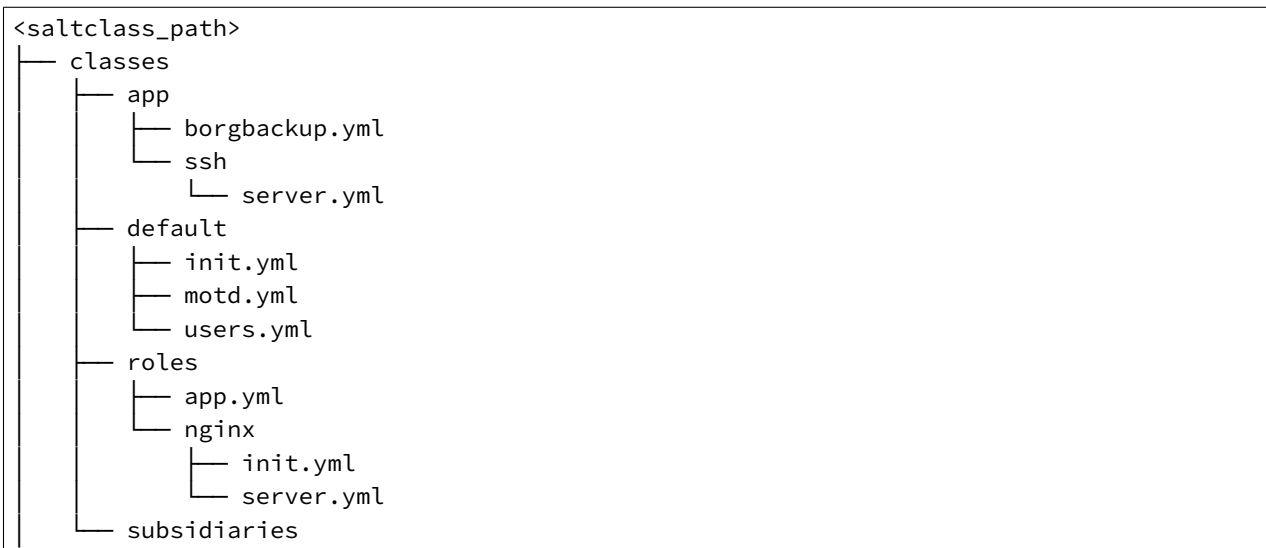 <saltclass_path>
├── classes
│   ├── app
│   │   ├── borgbackup.yml
│   │   └── ssh
│   │       └── server.yml
│   ├── default
│   │   ├── init.yml
│   │   ├── motd.yml
│   │   └── users.yml
│   ├── roles
│   │   ├── app.yml
│   │   └── nginx
│   │       ├── init.yml
│   │       └── server.yml
│   └── subsidiaries